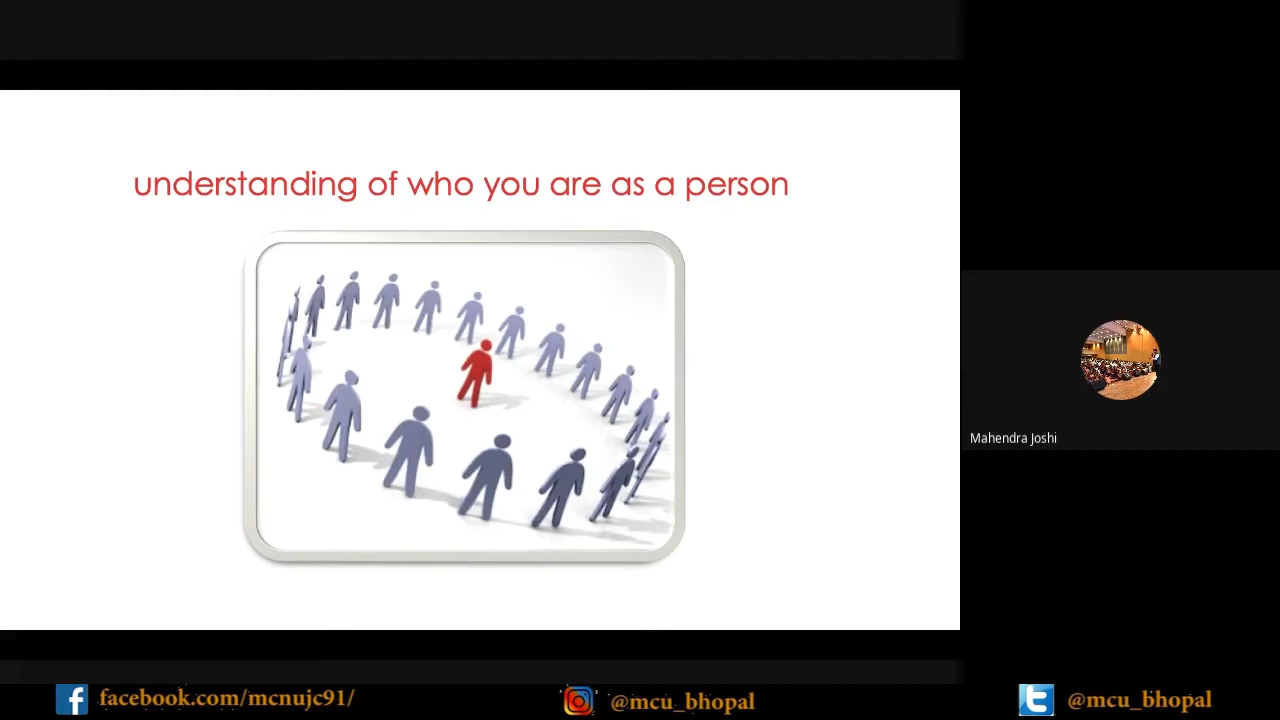 understanding of who you are as a person
Mahendra Joshi
facebook.com/mcnujc91/
@mcu_bhopal
@mcu_bhopal